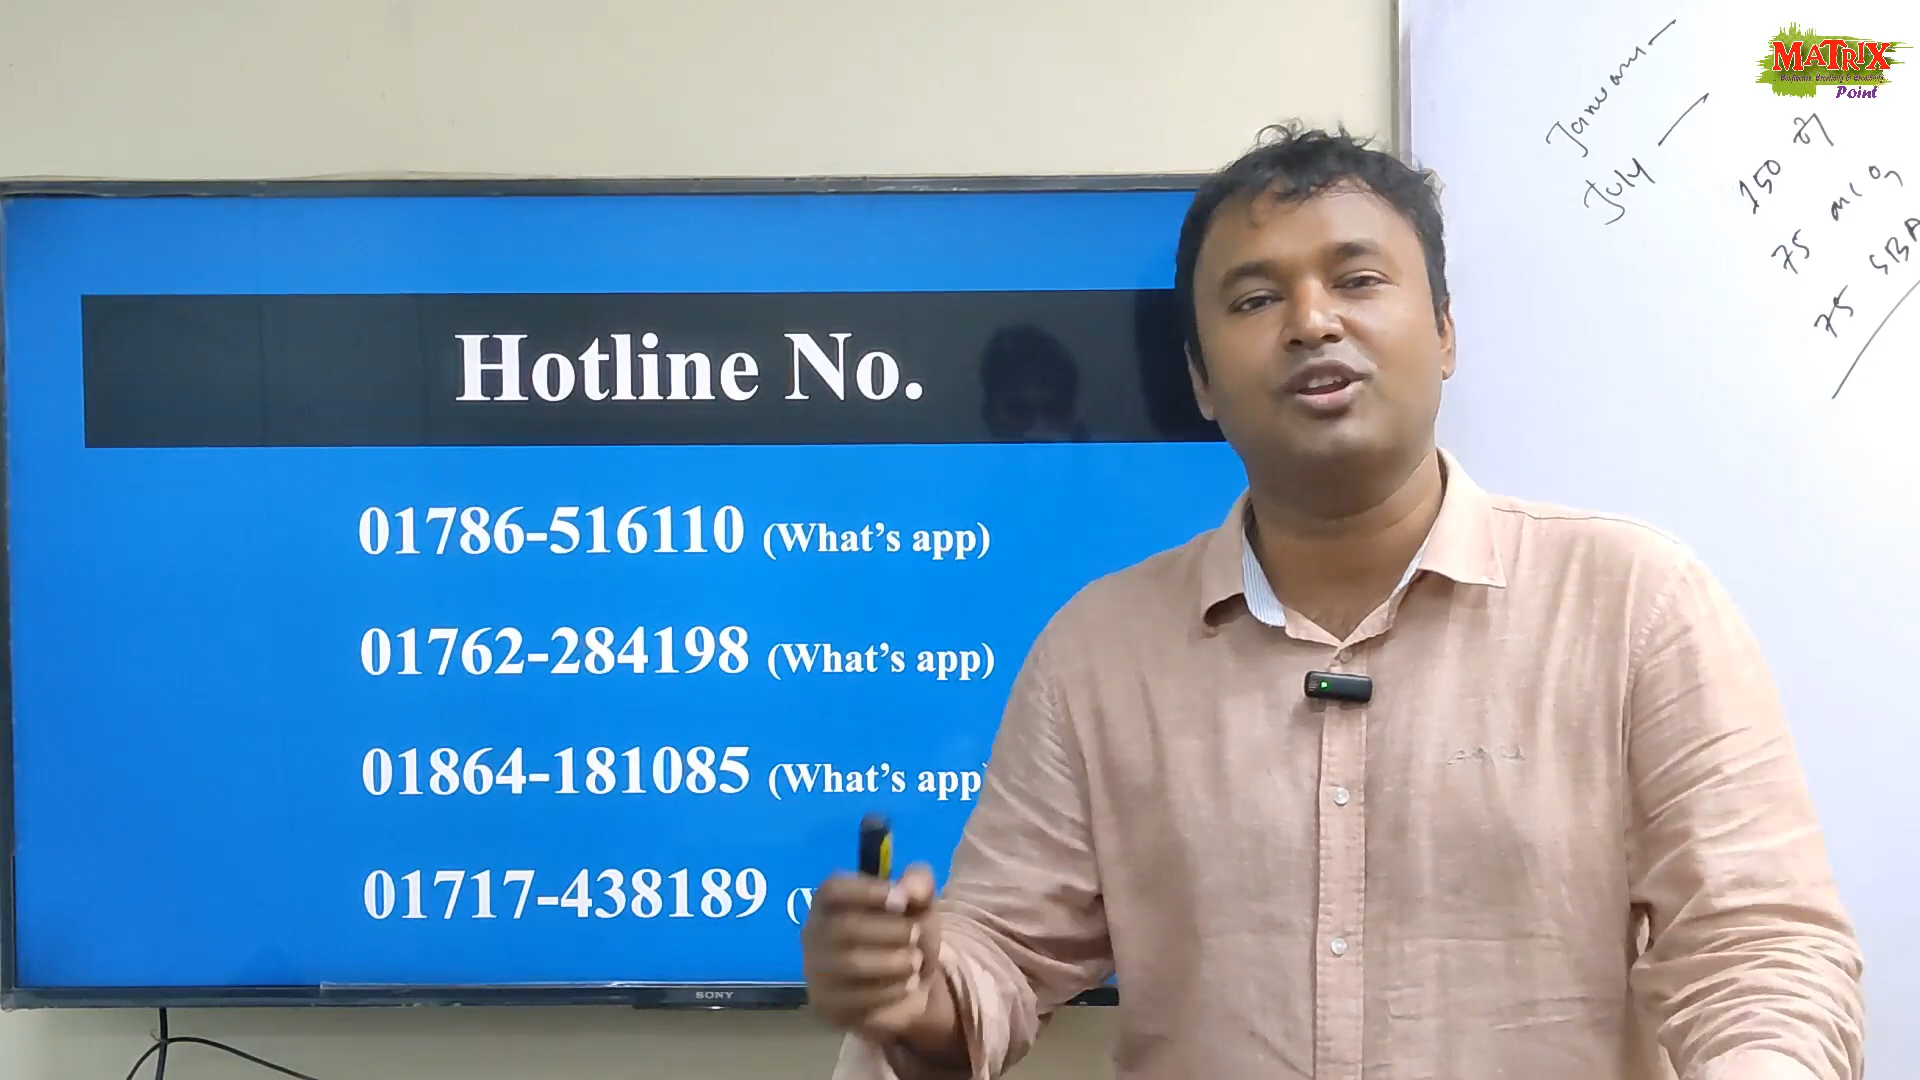 Hotline No.
01786-516110 (What's app)
01762-284198 (What's app)
01864-181085 (What's app
01717-438189
SONY
MATRIX
Point
January
July
150
75
75 SBA